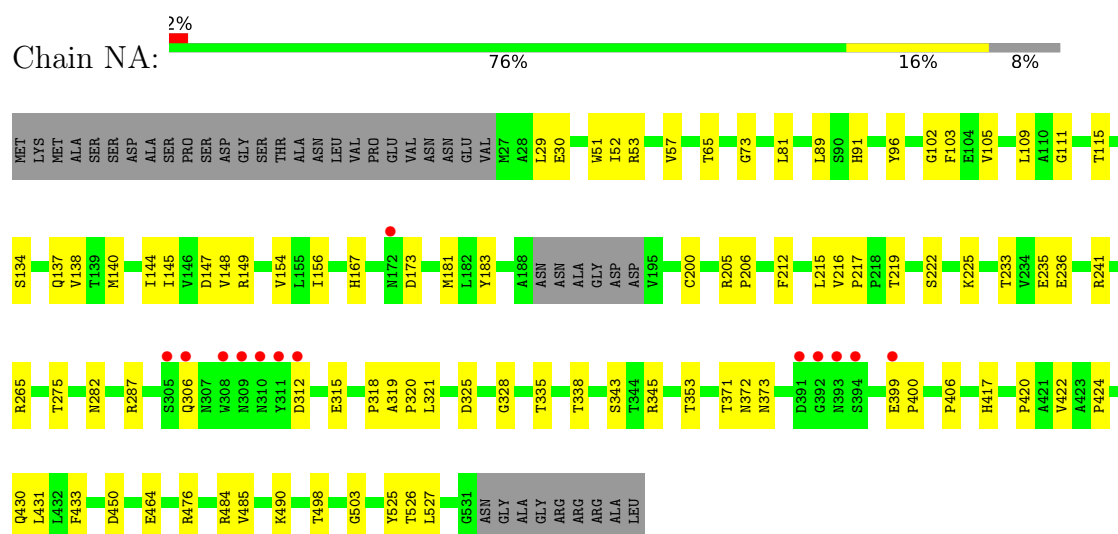 2%
Chain NA:
76% 16% 8%
MET LYS MET ALA SER SER ASP ALA SER PRO SER ASP GLY SER THR ALA ASN LEU VAL PRO GLU VAL ASN ASN GLU VAL M27 A28 L29 E30 W51 I52 R53 V57 T65 G73 L81 L89 S90 H91 Y96 G102 F103 E104 V105 L109 A110 G111 T115
S134 Q137 V138 T139 M140 I144 I145 V146 D147 V148 R149 V154 L155 I156 H167 N172 D173 M181 L182 Y183 A188 ASN ASN ALA GLY ASP ASP V195 C200 R205 P206 F212 L215 V216 P217 P218 T219 S222 K225 T233 V234 E235 E236 R241
R265 T275 N282 R287 S305 Q306 N307 W308 N309 N310 Y311 D312 E315 P318 A319 P320 L321 D325 G328 T335 T338 S343 T344 R345 T353 T371 N372 N373 D391 G392 N393 S394 E399 P400 P406 H417 P420 A421 V422 A423 P424
Q430 L431 L432 F433 D450 E464 R476 R484 V485 K490 T498 G503 Y525 T526 L527 G531 ASN GLY ALA GLY ARG ARG ARG ALA LEU